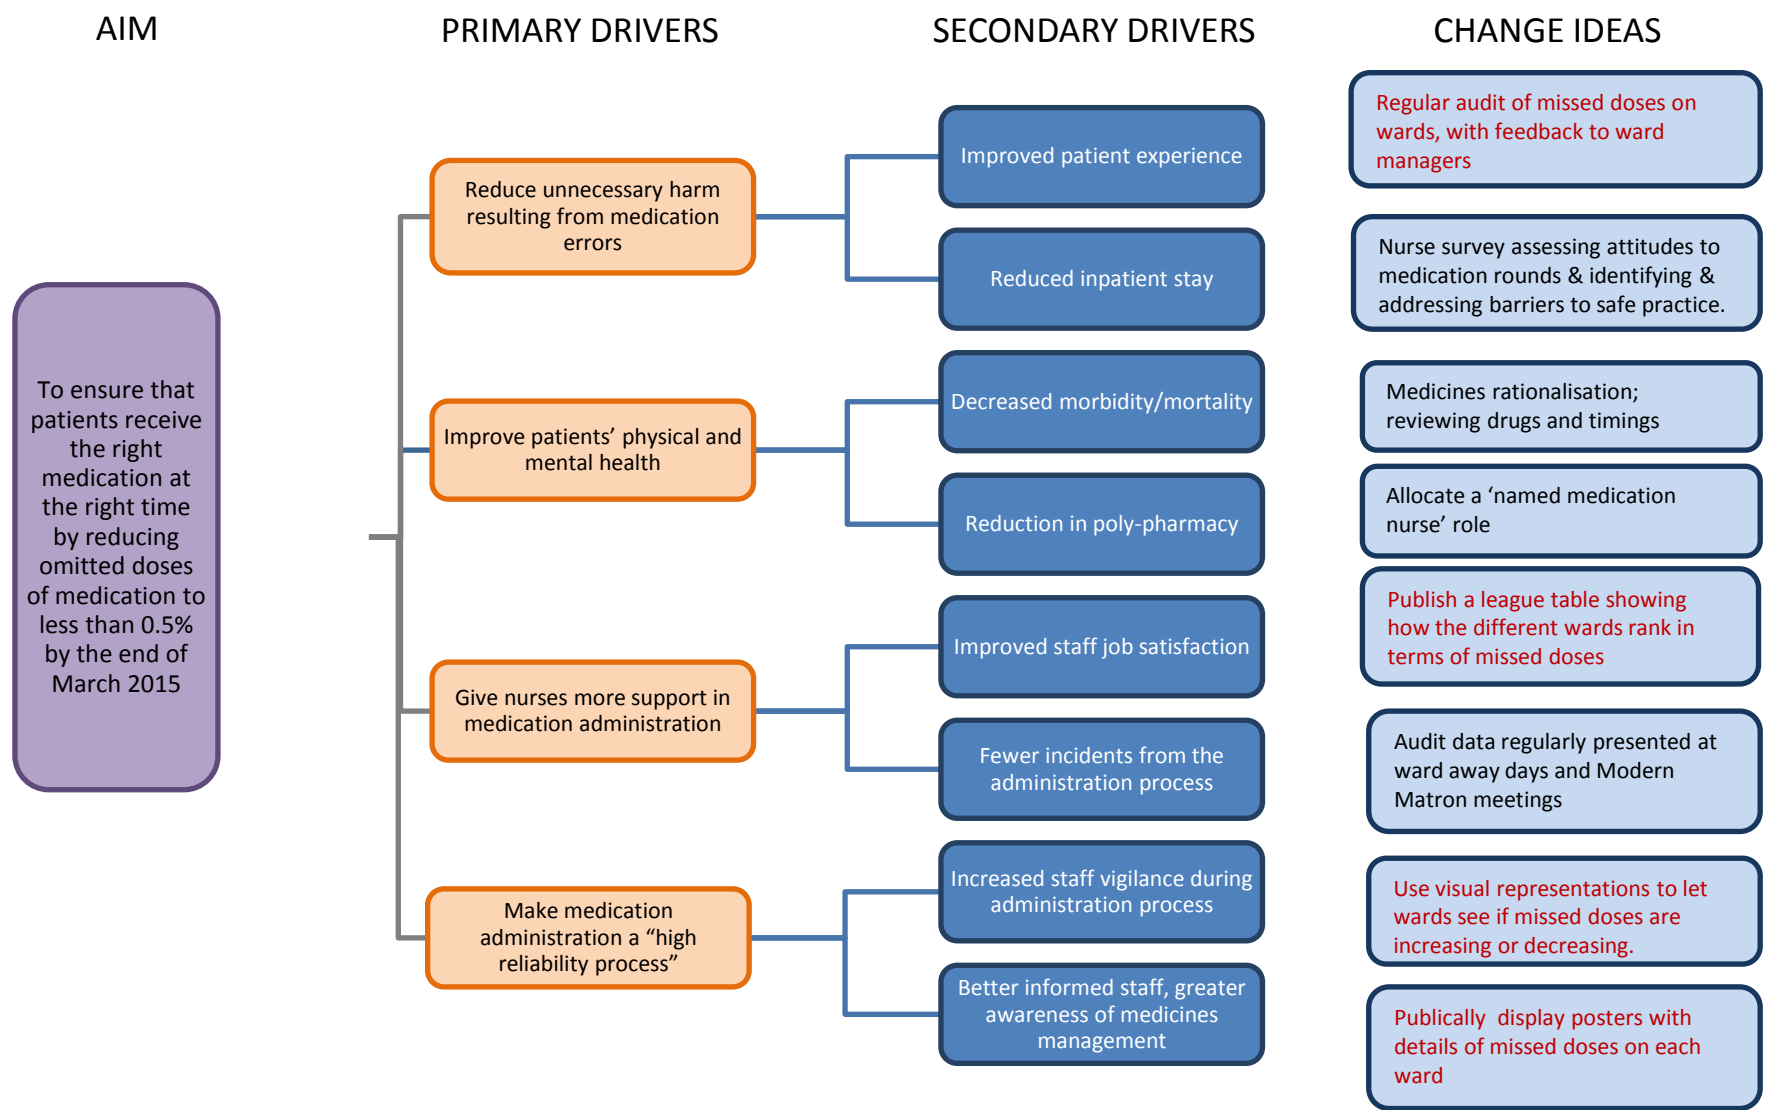 AIM
PRIMARY DRIVERS
SECONDARY DRIVERS
CHANGE IDEAS
To ensure that
patients receive
the right
medication at
the right time
by reducing
omitted doses
of medication to
less than 0.5%
by the end of
March 2015
Reduce unnecessary harm
resulting from medication
errors
Improve patients’ physical and
mental health
Give nurses more support in
medication administration
Make medication
administration a “high
reliability process”
Improved patient experience
Reduced inpatient stay
Decreased morbidity/mortality
Reduction in poly-pharmacy
Improved staff job satisfaction
Fewer incidents from the
administration process
Increased staff vigilance during
administration process
Better informed staff, greater
awareness of medicines
management
Regular audit of missed doses on
wards, with feedback to ward
managers
Nurse survey assessing attitudes to
medication rounds & identifying &
addressing barriers to safe practice.
Medicines rationalisation;
reviewing drugs and timings
Allocate a ‘named medication
nurse’ role
Publish a league table showing
how the different wards rank in
terms of missed doses
Audit data regularly presented at
ward away days and Modern
Matron meetings
Use visual representations to let
wards see if missed doses are
increasing or decreasing.
Publically  display posters with
details of missed doses on each
ward